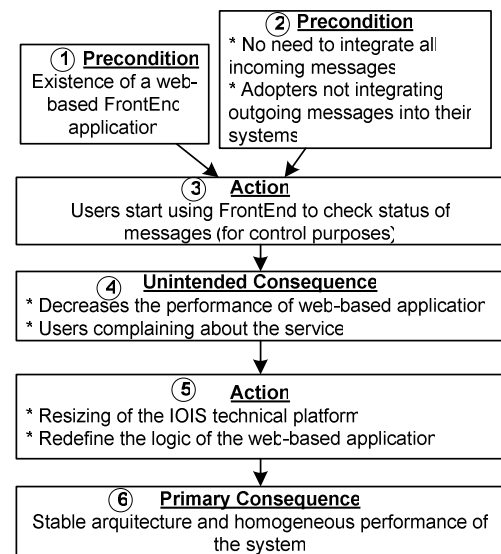 1 Precondition
Existence of a web-
based FrontEnd
application
2 Precondition
* No need to integrate all
incoming messages
* Adopters not integrating
outgoing messages into their
systems
3 Action
Users start using FrontEnd to check status of
messages (for control purposes)
4 Unintended Consequence
* Decreases the performance of web-based application
* Users complaining about the service
5 Action
* Resizing of the IOIS technical platform
* Redefine the logic of the web-based application
6 Primary Consequence
Stable arquitecture and homogeneous performance of
the system